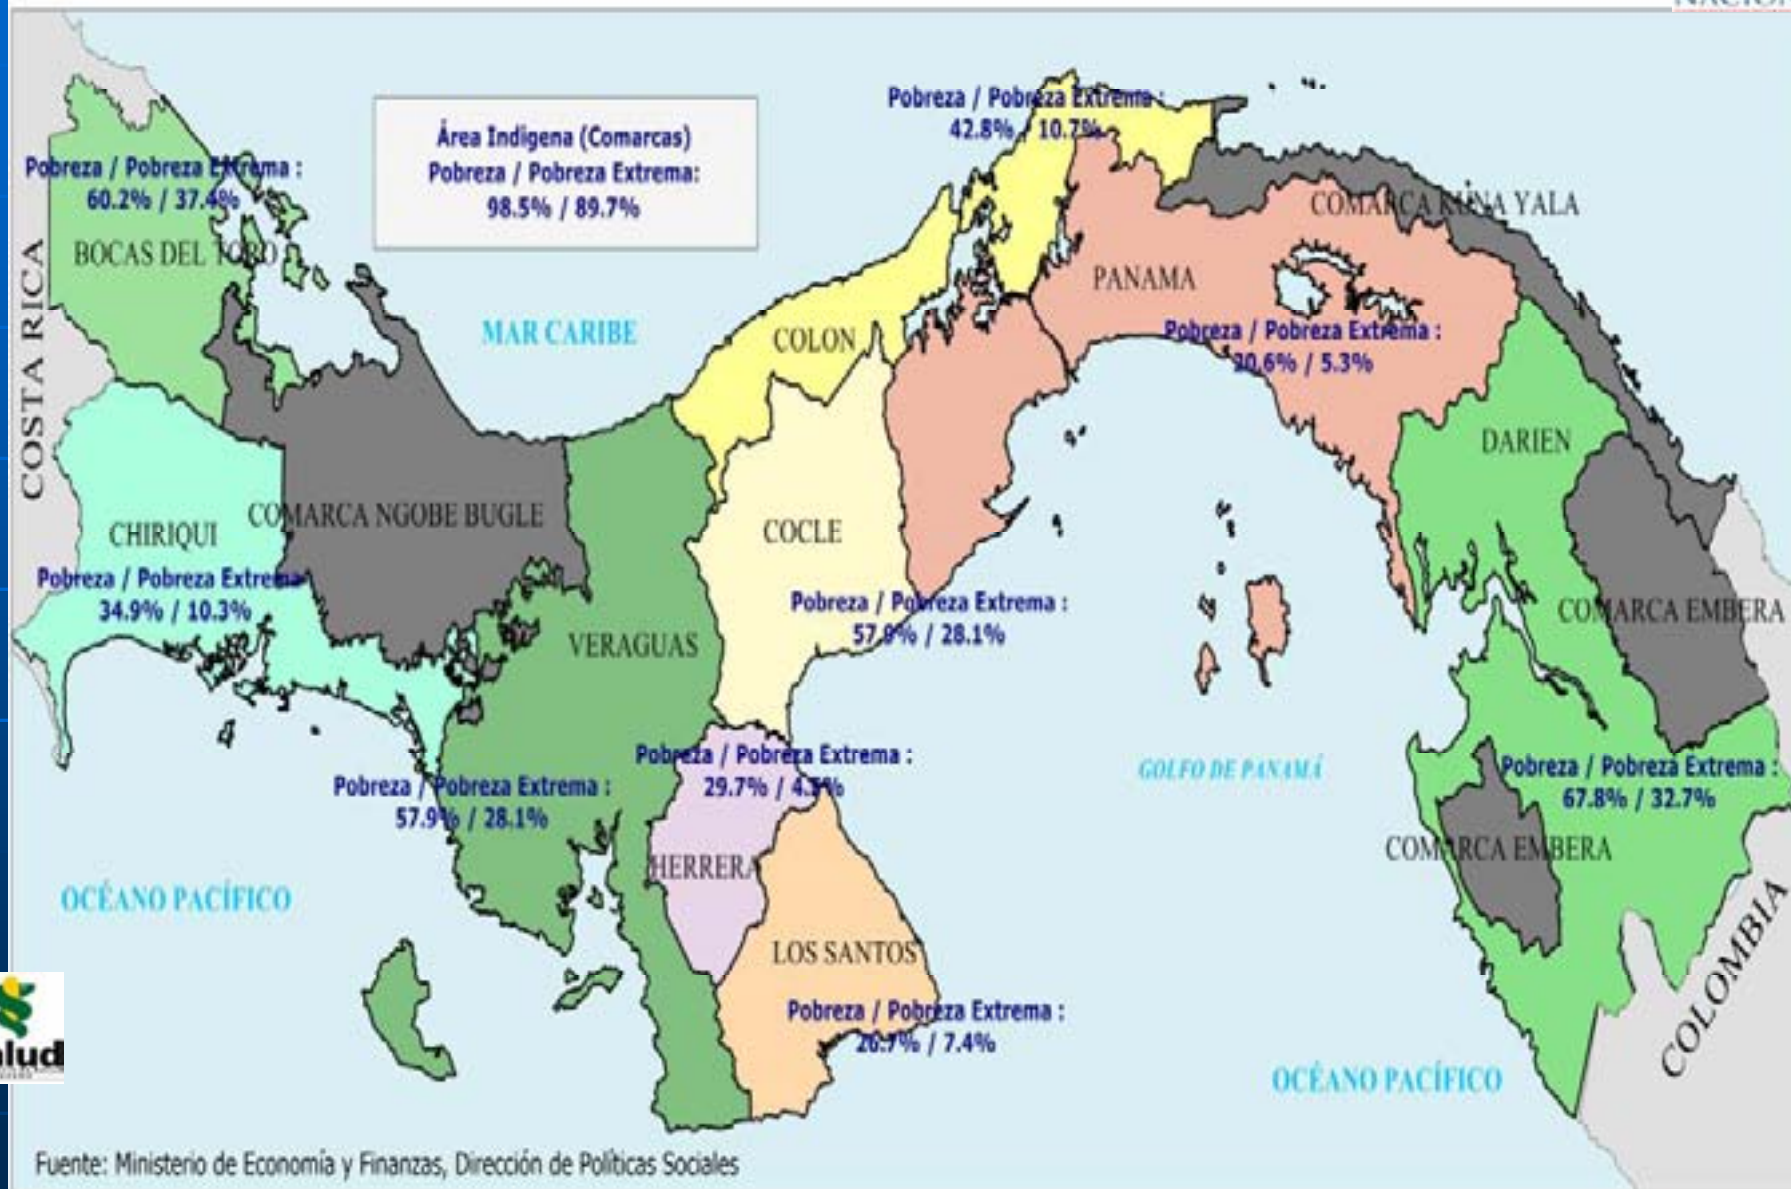 Área Indigena (Comarcas)
Pobreza / Pobreza Extrema:
98.5% / 89.7%
Pobreza / Pobreza Extrema :
42.8% / 10.7%
Pobreza / Pobreza Extrema :
60.2% / 37.4%
BOCAS DEL TORO
COSTA RICA
MAR CARIBE
COMARCA KUNA YALA
PANAMA
Pobreza / Pobreza Extrema :
20.6% / 5.3%
COLON
DARIEN
CHIRIQUI
COMARCA NGOBE BUGLE
COCLE
Pobreza / Pobreza Extrema
34.9% / 10.3%
Pobreza / Pobreza Extrema :
57.9% / 28.1%
COMARCA EMBERA
VERAGUAS
Pobreza / Pobreza Extrema :
29.7% / 4.5%
GOLFO DE PANAMÁ
Pobreza / Pobreza Extrema :
67.8% / 32.7%
Pobreza / Pobreza Extrema :
57.9% / 28.1%
COMARCA EMBERA
HERRERA
OCÉANO PACÍFICO
LOS SANTOS
COLOMBIA
Pobreza / Pobreza Extrema :
26.7% / 7.4%
alud
OCÉANO PACÍFICO
Fuente: Ministerio de Economía y Finanzas, Dirección de Políticas Sociales